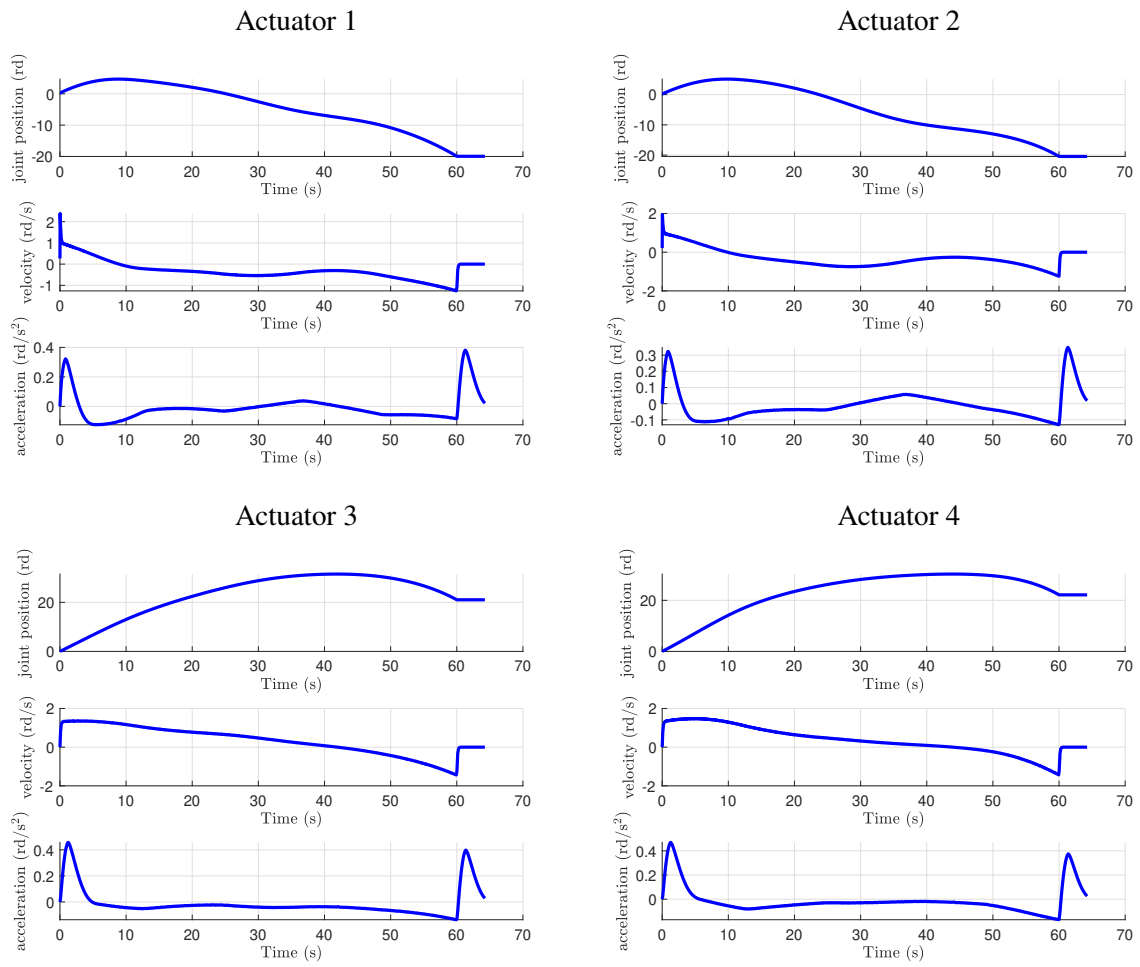 Actuator 1
joint position (rd)
0
-10
-20
0 10 20 30 40 50 60 70
Time (s)
velocity (rd/s)
2
1
0
-1
0 10 20 30 40 50 60 70
Time (s)
acceleration (rd/s²)
0.4
0.2
0
0 10 20 30 40 50 60 70
Time (s)
Actuator 2
joint position (rd)
0
-10
-20
0 10 20 30 40 50 60 70
Time (s)
velocity (rd/s)
2
0
-2
0 10 20 30 40 50 60 70
Time (s)
acceleration (rd/s²)
0.3
0.2
0.1
0
-0.1
0 10 20 30 40 50 60 70
Time (s)
Actuator 3
joint position (rd)
20
0
0 10 20 30 40 50 60 70
Time (s)
velocity (rd/s)
2
0
-2
0 10 20 30 40 50 60 70
Time (s)
acceleration (rd/s²)
0.4
0.2
0
0 10 20 30 40 50 60 70
Time (s)
Actuator 4
joint position (rd)
20
0
0 10 20 30 40 50 60 70
Time (s)
velocity (rd/s)
2
0
-2
0 10 20 30 40 50 60 70
Time (s)
acceleration (rd/s²)
0.4
0.2
0
0 10 20 30 40 50 60 70
Time (s)